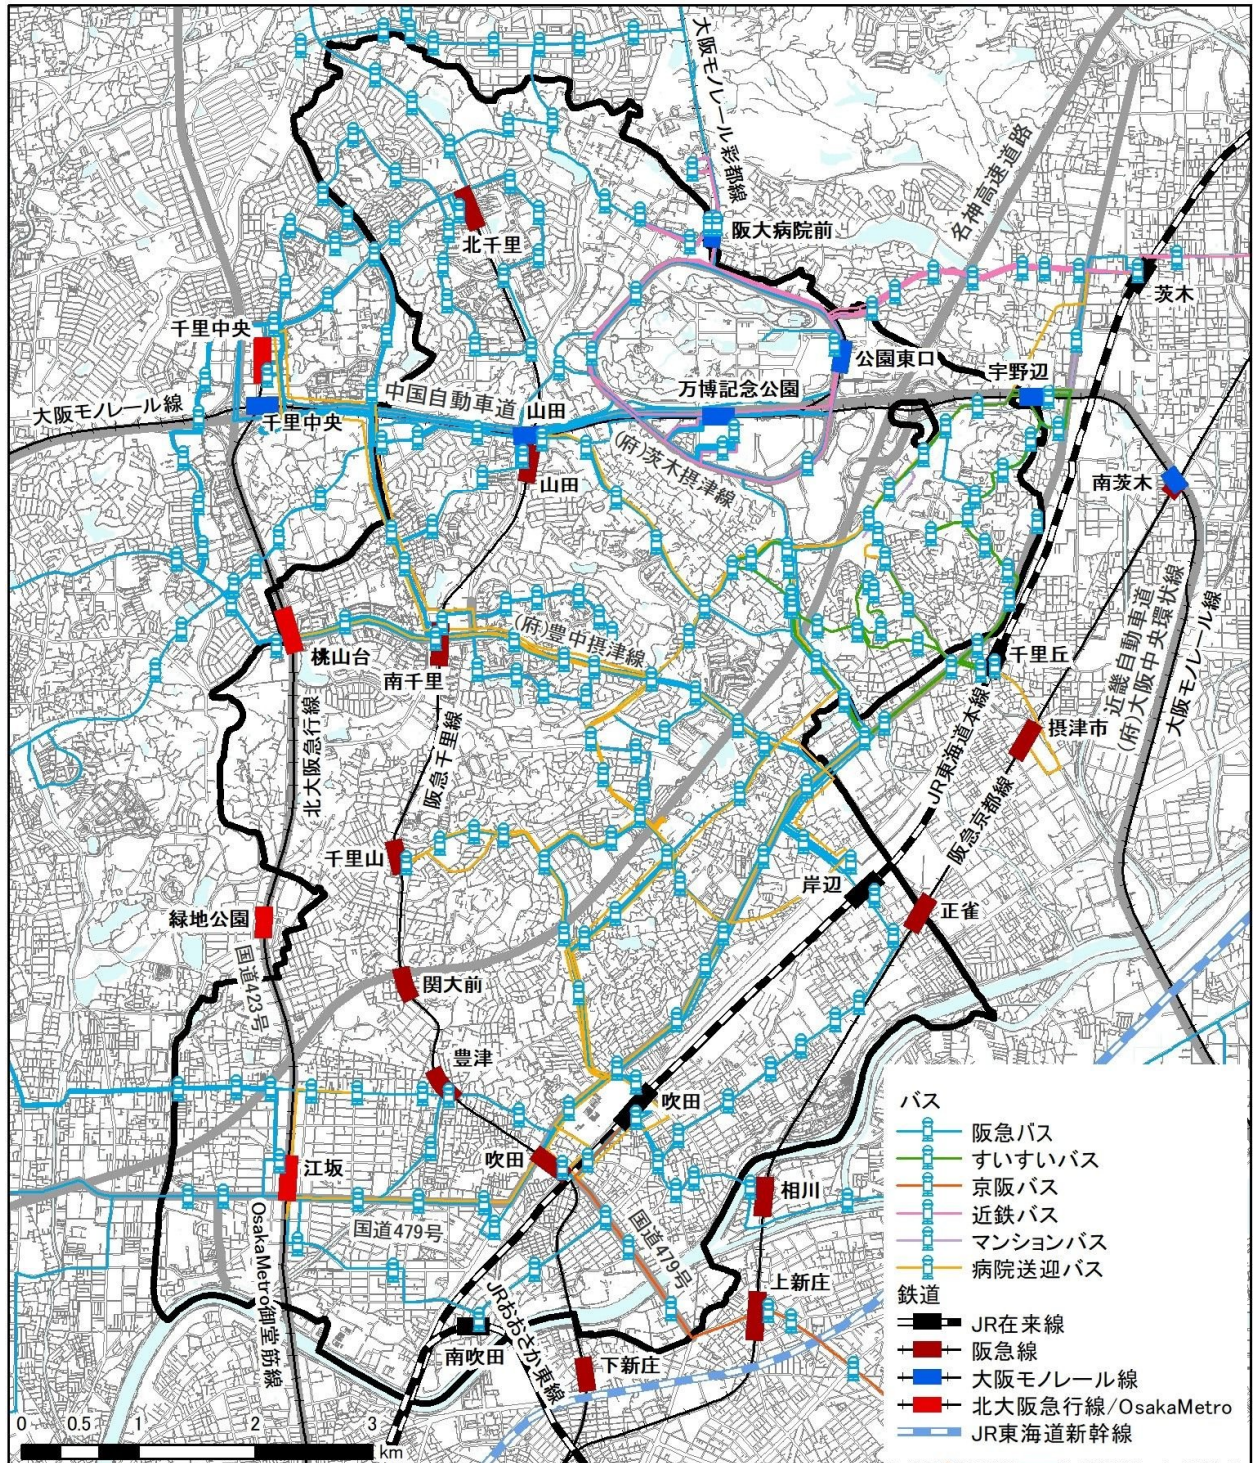 大阪モノレール彩都線
名神高速道路
北千里
阪大病院前
茨木
千里中央
公園東口
宇野辺
中国自動車道
万博記念公園
大阪モノレール線
千里中央
山田
(府)茨木摂津線
山田
南茨木
(府)豊中摂津線
近畿自動車道
(府)大阪中央環状線
大阪モノレール線
桃山台
南千里
千里丘
北大阪急行線
阪急千里線
JR東海道本線
摂津市
阪急京都線
千里山
岸辺
緑地公園
正雀
国道423号
関大前
豊津
吹田
吹田
江坂
相川
国道479号
国道479号
OsakaMetro御堂筋線
上新庄
JRおおさか東線
南吹田
下新庄
バス
阪急バス
すいすいバス
京阪バス
近鉄バス
マンションバス
病院送迎バス
鉄道
JR在来線
阪急線
大阪モノレール線
北大阪急行線/OsakaMetro
JR東海道新幹線
0 0.5 1 2 3
km